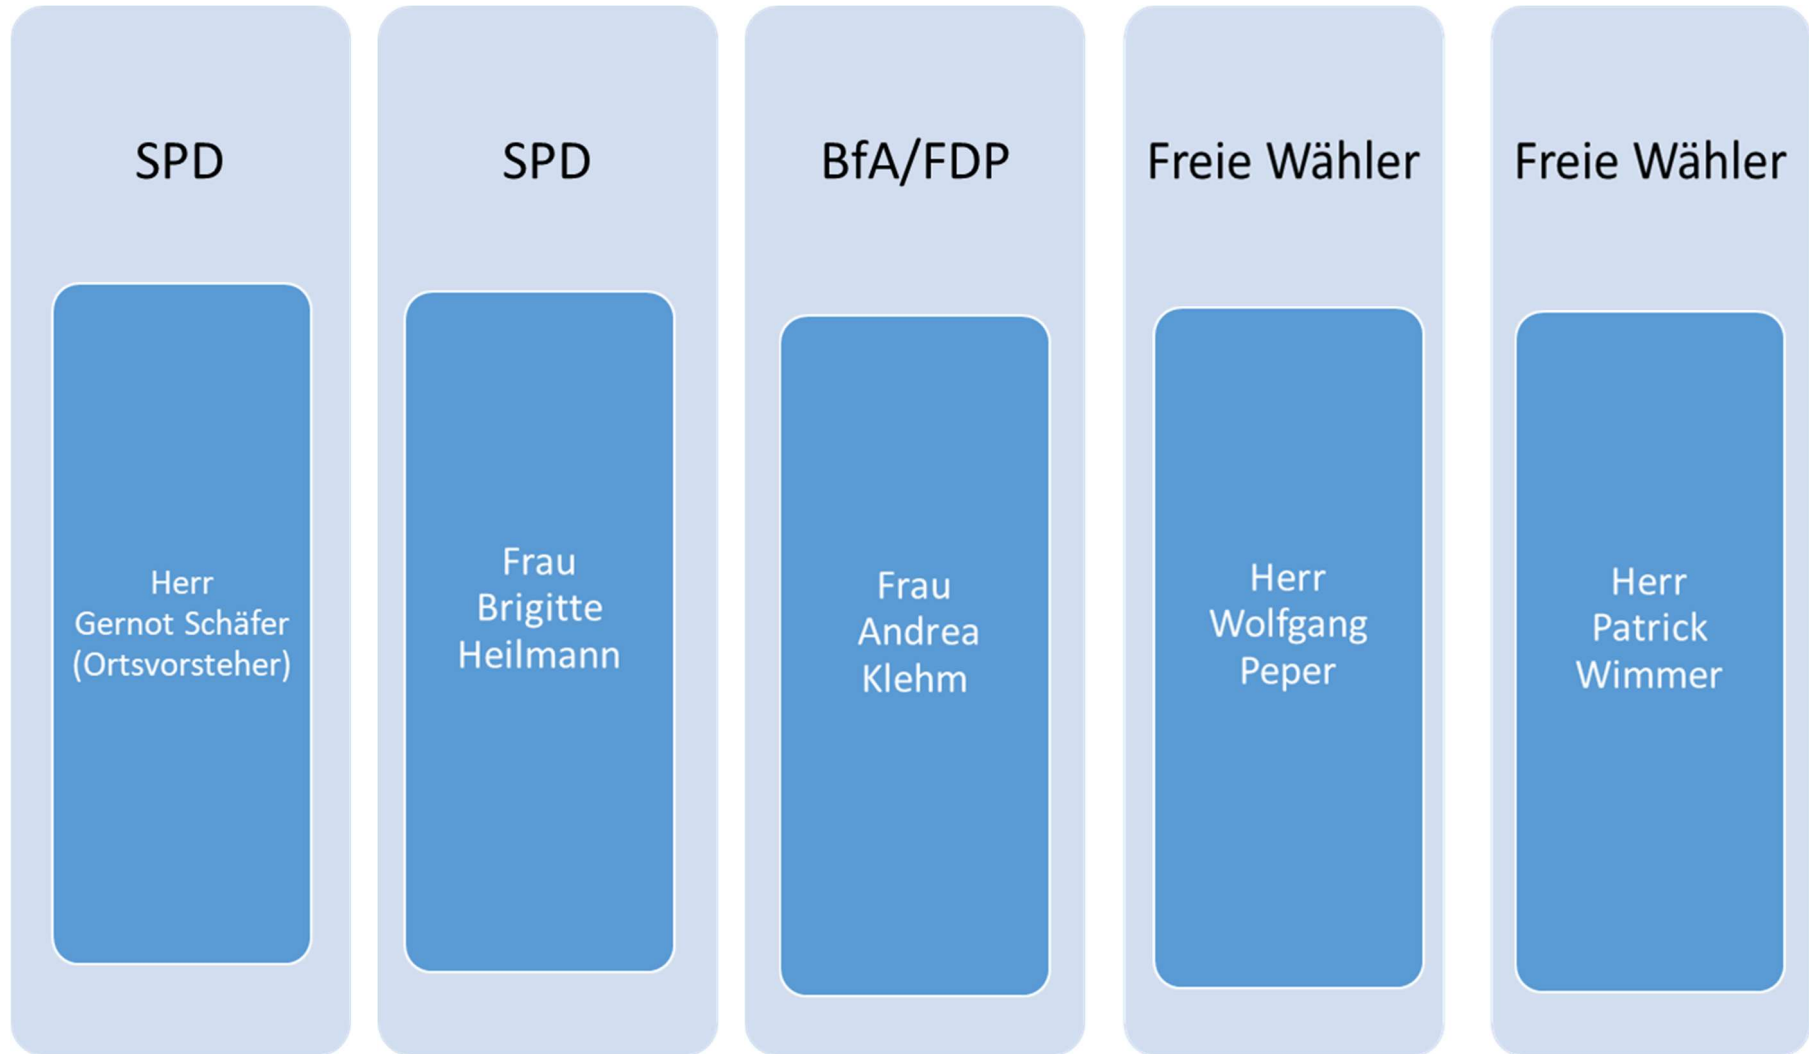 SPD
Herr
Gernot Schäfer
(Ortsvorsteher)
SPD
Frau
Brigitte
Heilmann
BfA/FDP
Frau
Andrea
Klehm
Freie Wähler
Herr
Wolfgang
Peper
Freie Wähler
Herr
Patrick
Wimmer